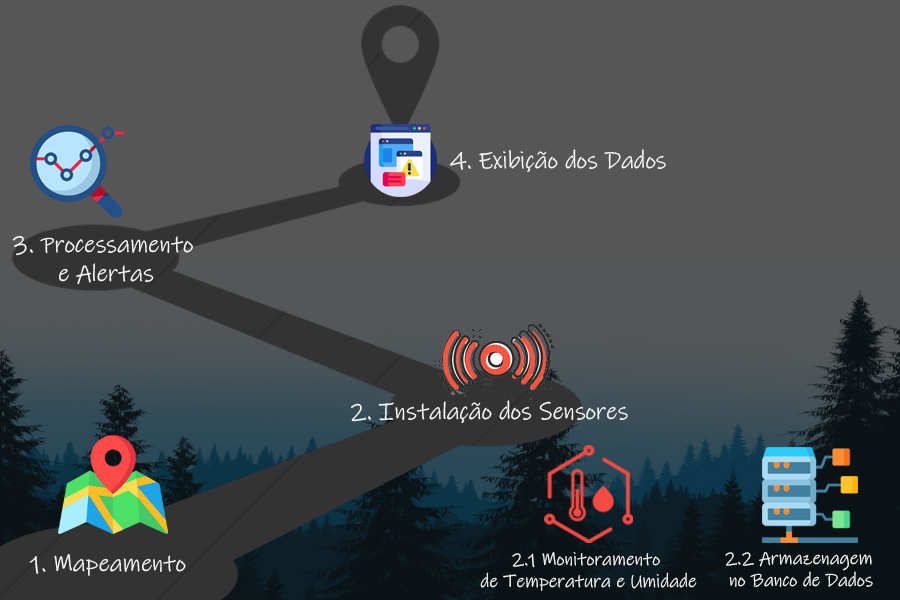 4. Exibição dos Dados
3. Processamento
e Alertas
2. Instalação dos Sensores
1. Mapeamento
2.1 Monitoramento
de Temperatura e Umidade
2.2 Armazenagem
no Banco de Dados